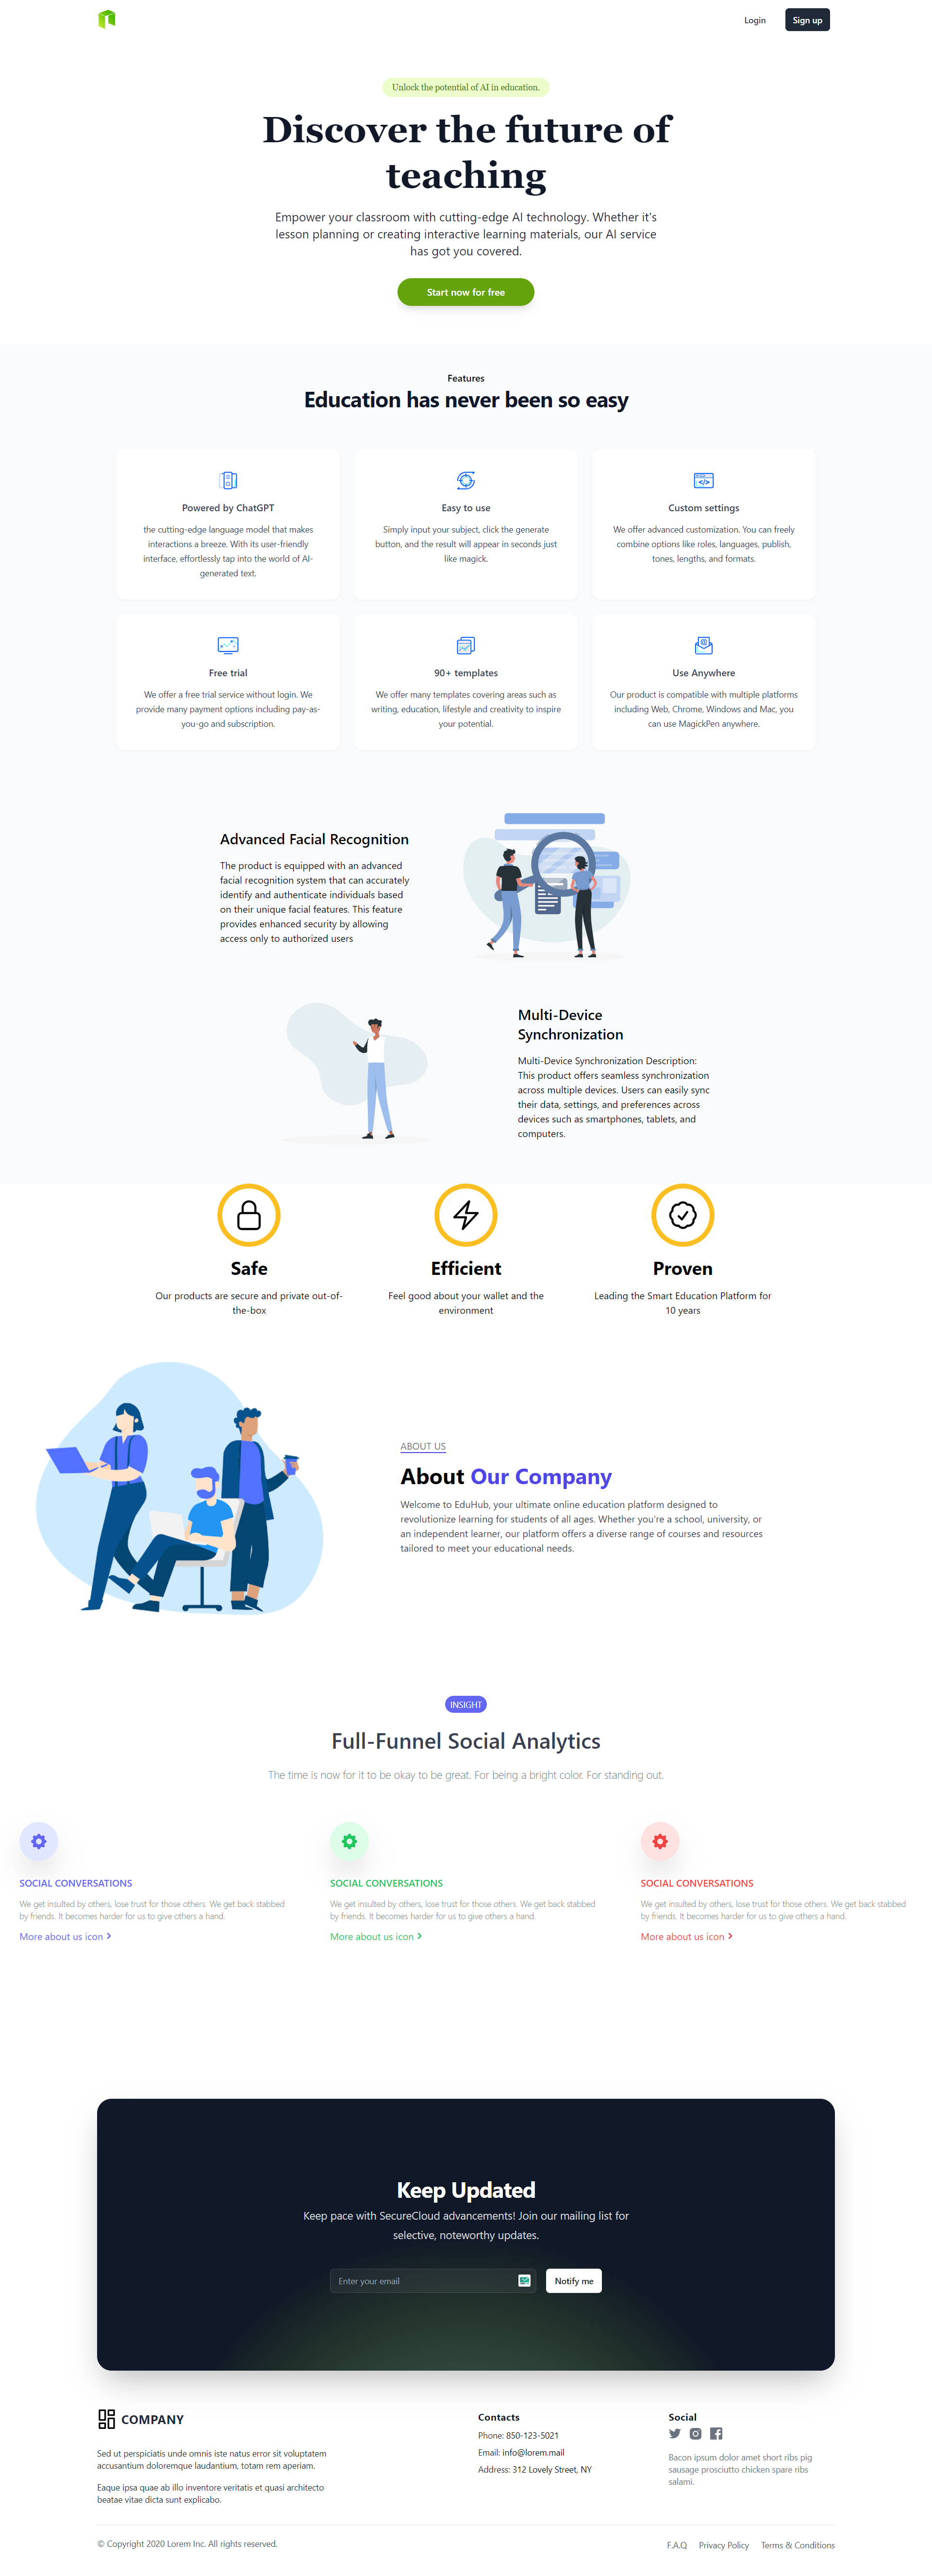 Login
Sign up
Unlock the potential of AI in education.
Discover the future of
teaching
Empower your classroom with cutting-edge AI technology. Whether it's
lesson planning or creating interactive learning materials, our AI service
has got you covered.
Start now for free
Features
Education has never been so easy
Powered by ChatGPT
the cutting-edge language model that makes
interactions a breeze. With its user-friendly
interface, effortlessly tap into the world of AI-
generated text.
Easy to use
Simply input your subject, click the generate
button, and the result will appear in seconds just
like magick.
Custom settings
We offer advanced customization. You can freely
combine options like roles, languages, publish,
tones, lengths, and formats.
Free trial
We offer a free trial service without login. We
provide many payment options including pay-as-
you-go and subscription.
90+ templates
We offer many templates covering areas such as
writing, education, lifestyle and creativity to inspire
your potential.
Use Anywhere
Our product is compatible with multiple platforms
including Web, Chrome, Windows and Mac, you
can use MagickPen anywhere.
Advanced Facial Recognition
The product is equipped with an advanced
facial recognition system that can accurately
identify and authenticate individuals based
on their unique facial features. This feature
provides enhanced security by allowing
access only to authorized users
Multi-Device
Synchronization
Multi-Device Synchronization Description:
This product offers seamless synchronization
across multiple devices. Users can easily sync
their data, settings, and preferences across
devices such as smartphones, tablets, and
computers.
Safe
Our products are secure and private out-of-
the-box
Efficient
Feel good about your wallet and the
environment
Proven
Leading the Smart Education Platform for
10 years
ABOUT US
About Our Company
Welcome to EduHub, your ultimate online education platform designed to
revolutionize learning for students of all ages. Whether you're a school, university, or
an independent learner, our platform offers a diverse range of courses and resources
tailored to meet your educational needs.
INSIGHT
Full-Funnel Social Analytics
The time is now for it to be okay to be great. For being a bright color. For standing out.
SOCIAL CONVERSATIONS
We get insulted by others, lose trust for those others. We get back stabbed
by friends. It becomes harder for us to give others a hand.
More about us icon
SOCIAL CONVERSATIONS
We get insulted by others, lose trust for those others. We get back stabbed
by friends. It becomes harder for us to give others a hand.
More about us icon
SOCIAL CONVERSATIONS
We get insulted by others, lose trust for those others. We get back stabbed
by friends. It becomes harder for us to give others a hand.
More about us icon
Keep Updated
Keep pace with SecureCloud advancements! Join our mailing list for
selective, noteworthy updates.
Enter your email
Notify me
COMPANY
Sed ut perspiciatis unde omnis iste natus error sit voluptatem
accusantium doloremque laudantium, totam rem aperiam.
Eaque ipsa quae ab illo inventore veritatis et quasi architecto
beatae vitae dicta sunt explicabo.
Contacts
Phone: 850-123-5021
Email: info@lorem.mail
Address: 312 Lovely Street, NY
Social
Bacon ipsum dolor amet short ribs pig
sausage prosciutto chicken spare ribs
salami.
© Copyright 2020 Lorem Inc. All rights reserved.
F.A.Q
Privacy Policy
Terms & Conditions